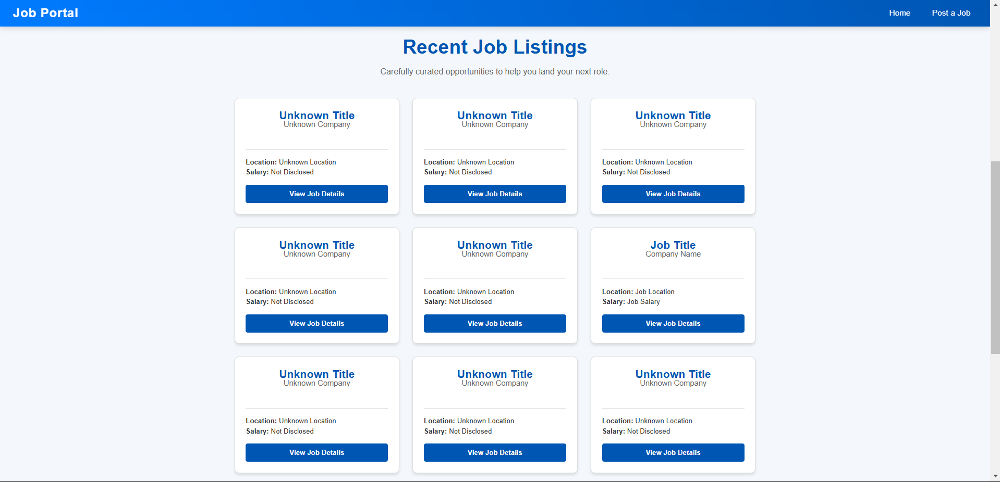 Job Portal
Home
Post a Job
Recent Job Listings
Carefully curated opportunities to help you land your next role.
Unknown Title
Unknown Company
Location: Unknown Location
Salary: Not Disclosed
View Job Details
Unknown Title
Unknown Company
Location: Unknown Location
Salary: Not Disclosed
View Job Details
Unknown Title
Unknown Company
Location: Unknown Location
Salary: Not Disclosed
View Job Details
Unknown Title
Unknown Company
Location: Unknown Location
Salary: Not Disclosed
View Job Details
Unknown Title
Unknown Company
Location: Unknown Location
Salary: Not Disclosed
View Job Details
Job Title
Company Name
Location: Job Location
Salary: Job Salary
View Job Details
Unknown Title
Unknown Company
Location: Unknown Location
Salary: Not Disclosed
View Job Details
Unknown Title
Unknown Company
Location: Unknown Location
Salary: Not Disclosed
View Job Details
Unknown Title
Unknown Company
Location: Unknown Location
Salary: Not Disclosed
View Job Details